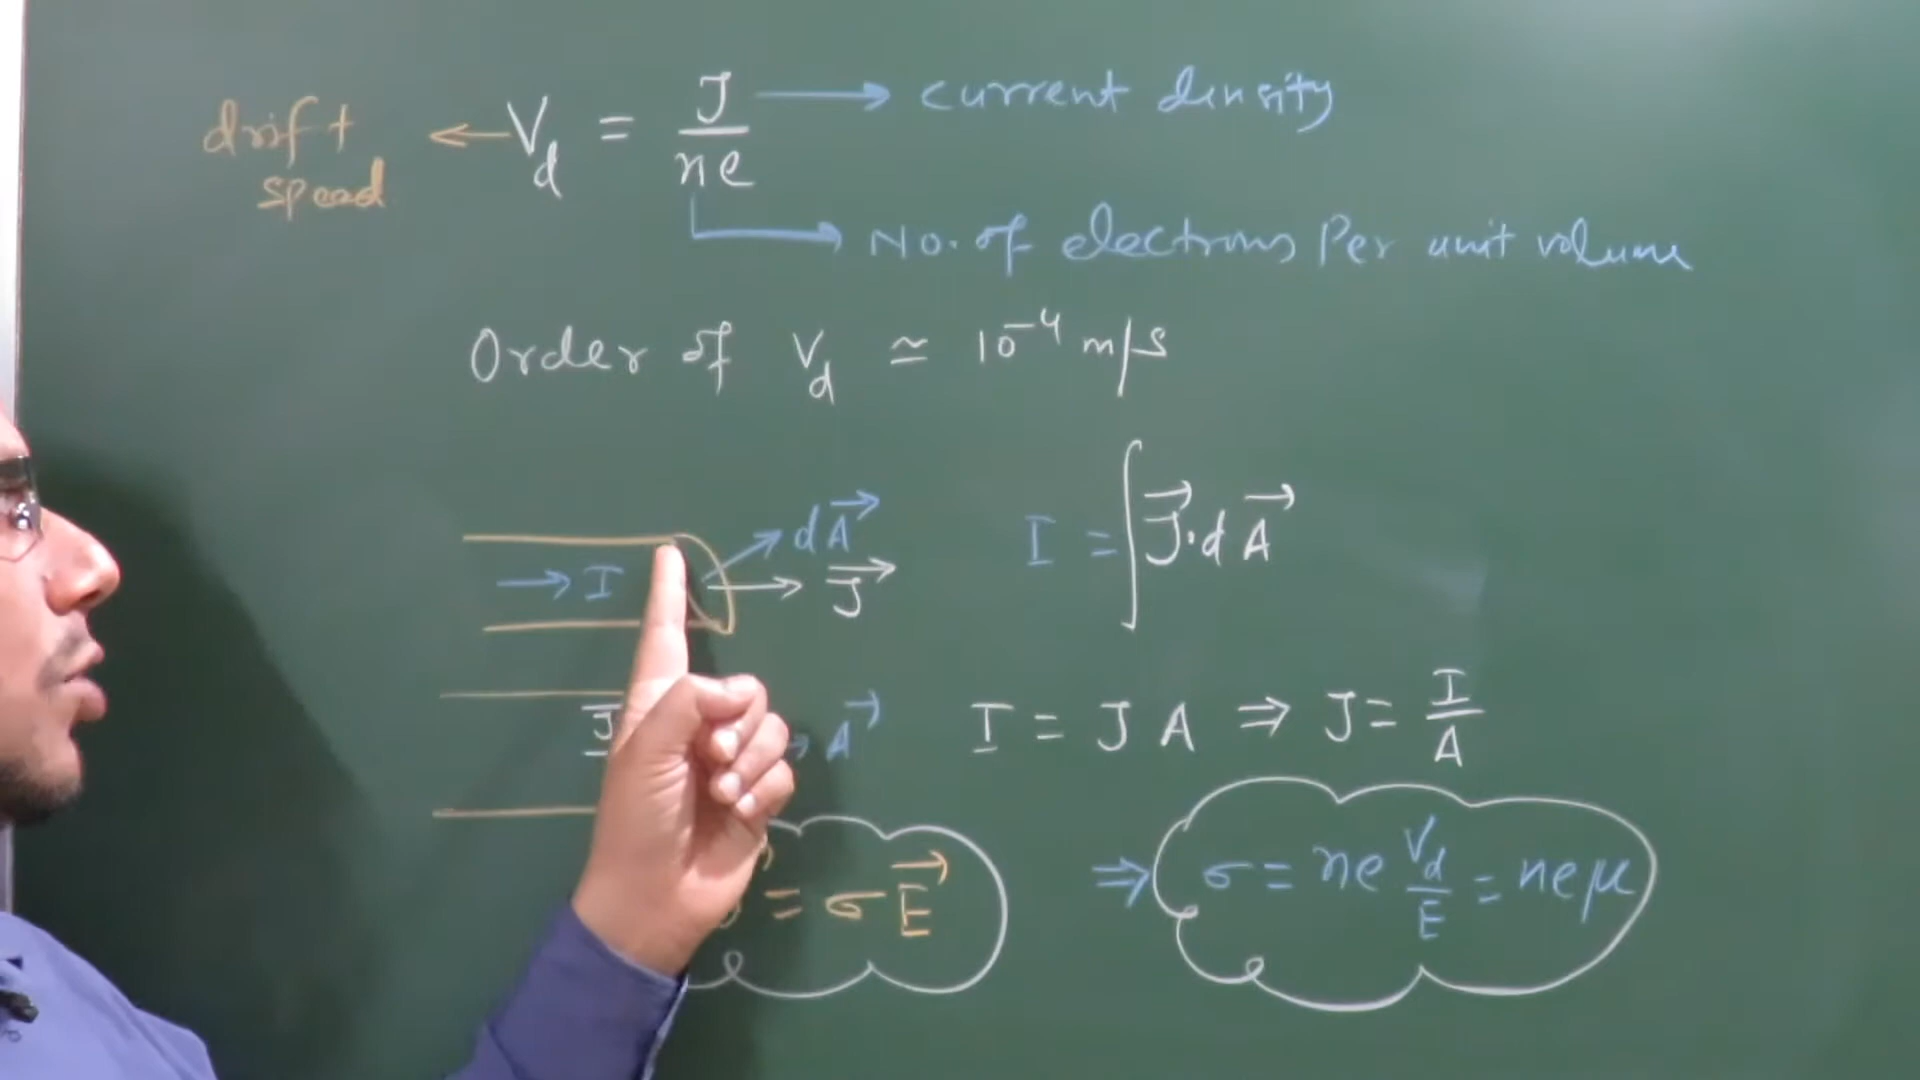 drift speed ← V_d = J/ne → current density
→ No. of electrons Per unit volume
Order of V_d ≃ 10⁻⁴ m/s
→ I dA⃗ J⃗ I = ∫ J⃗·dA⃗
J A⃗ I = J A ⇒ J = I/A
= σ E⃗ ⇒ σ = ne V_d/E = neμ